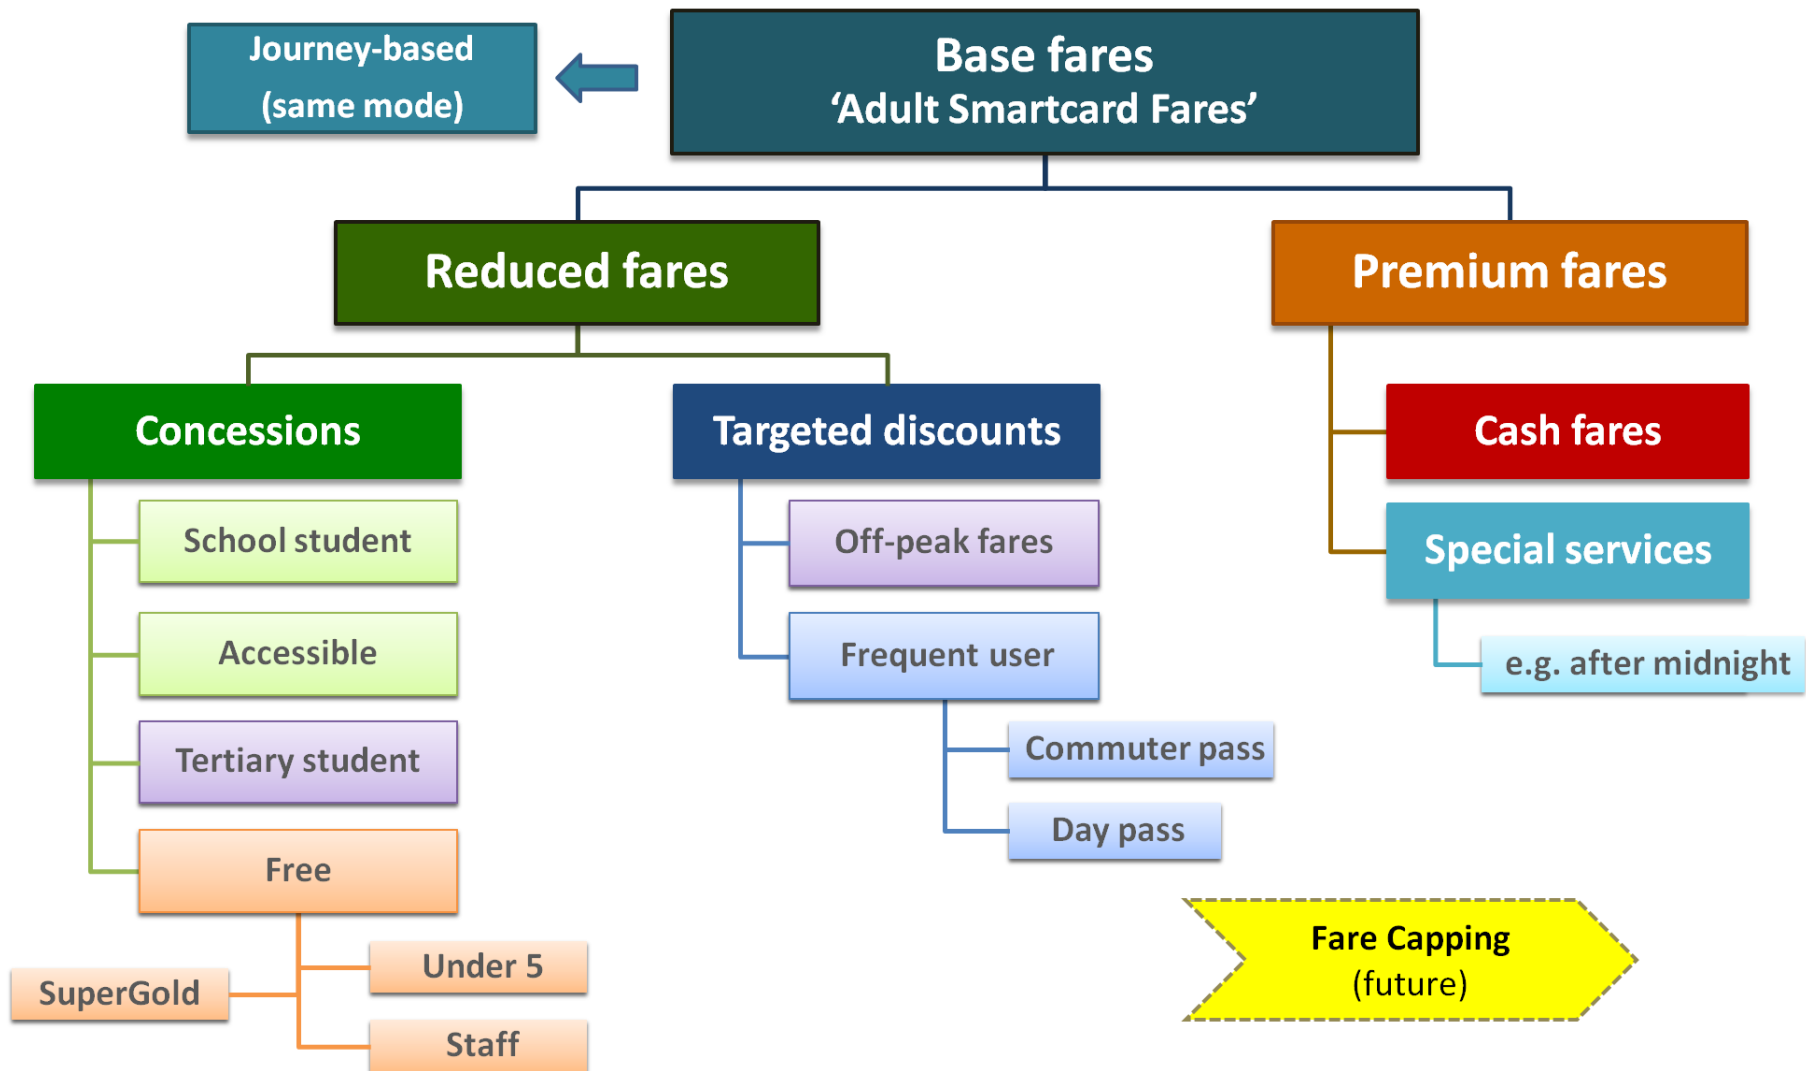 Journey-based
(same mode)
Base fares
‘Adult Smartcard Fares’
Reduced fares
Premium fares
Concessions
Targeted discounts
Cash fares
School student
Off-peak fares
Special services
Accessible
Frequent user
e.g. after midnight
Tertiary student
Commuter pass
Day pass
Free
Fare Capping
(future)
Under 5
SuperGold
Staff